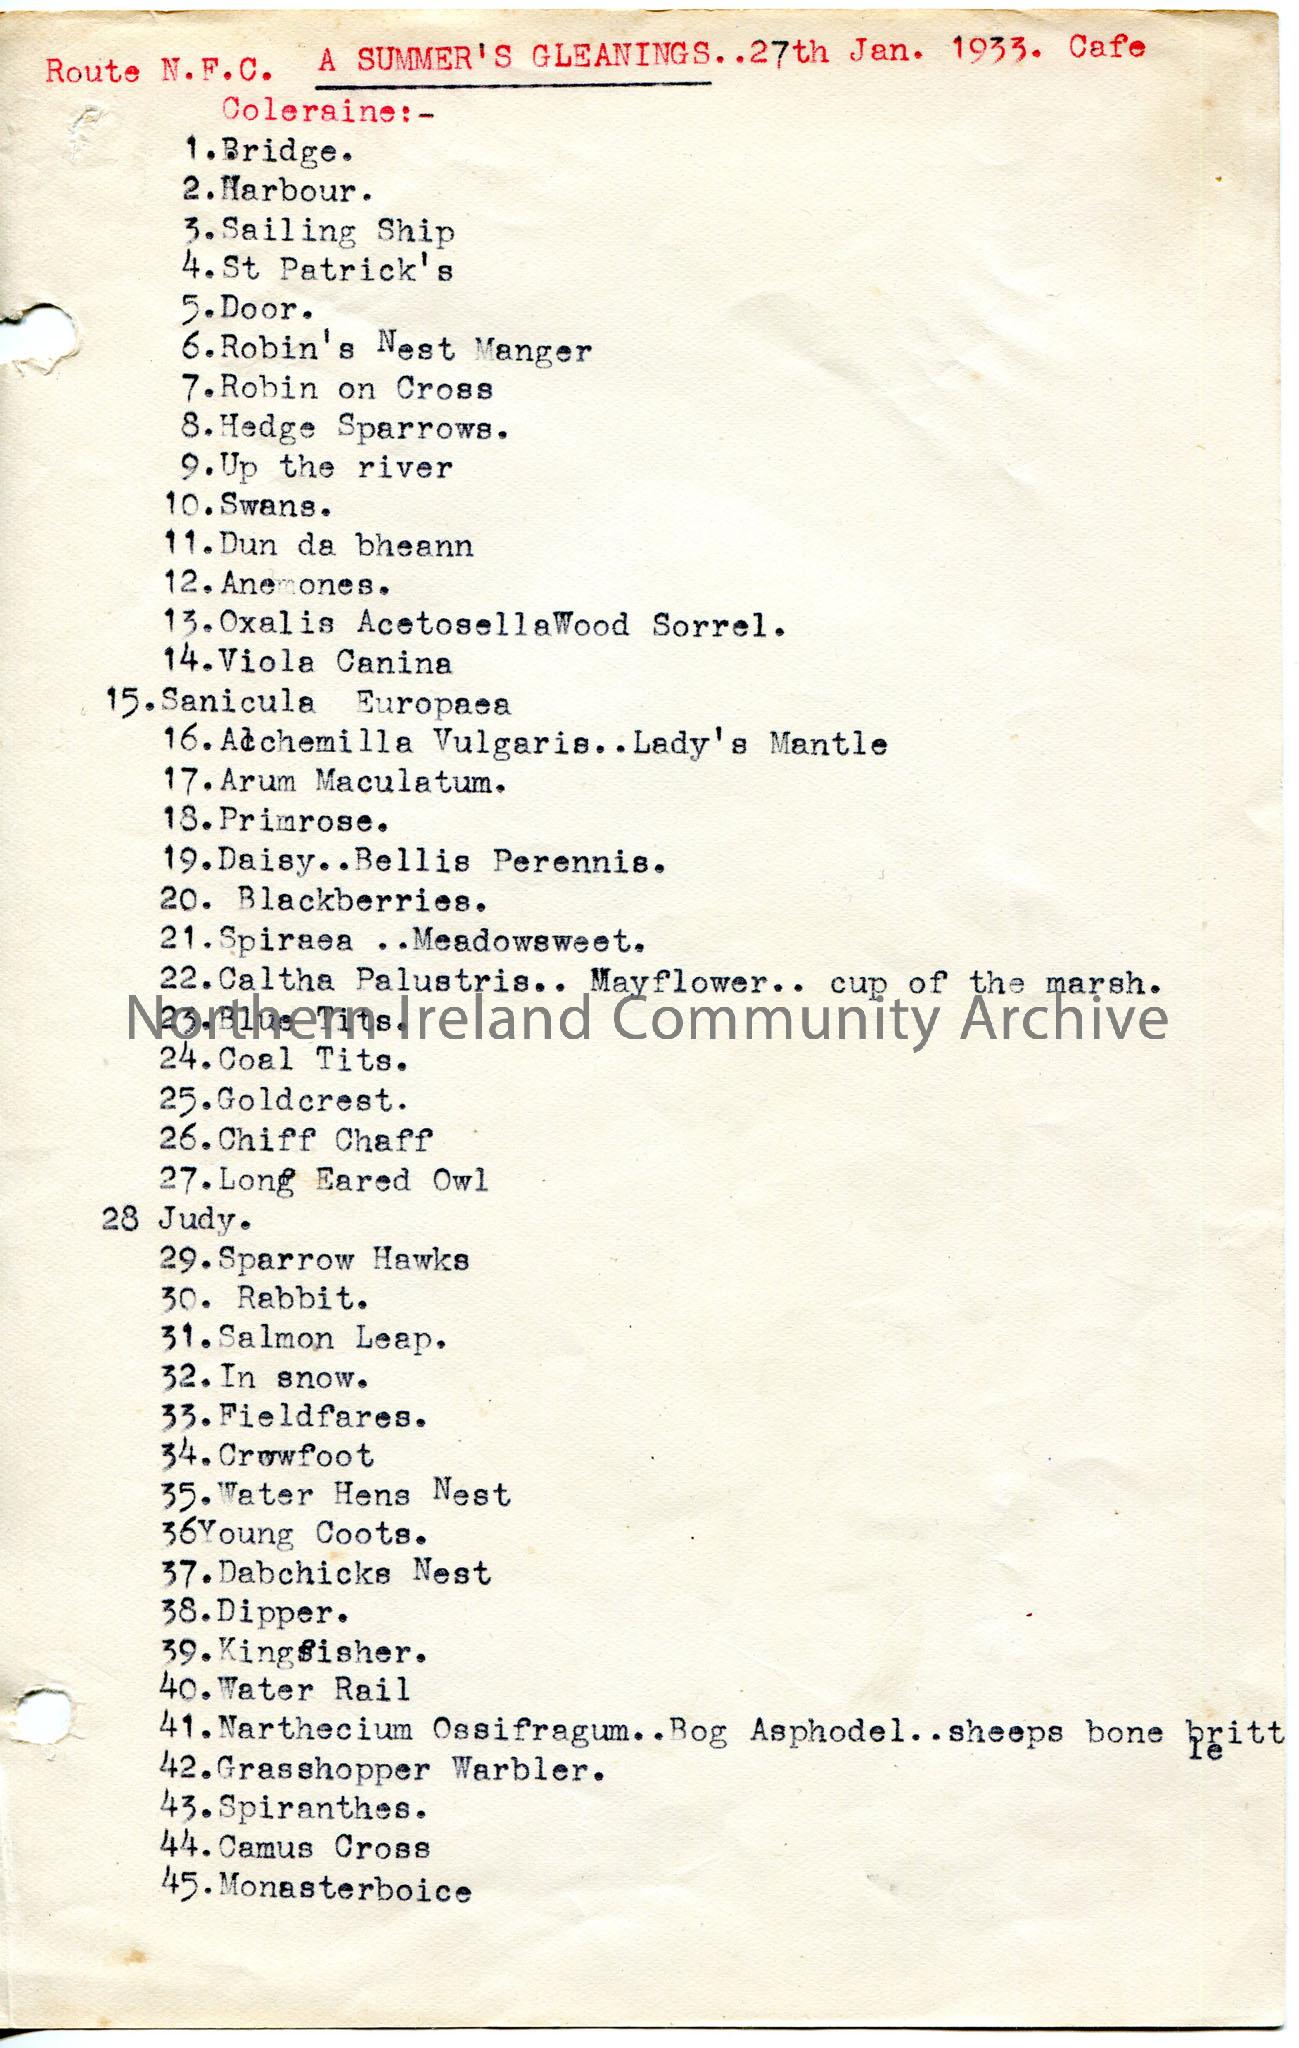 Route N.F.C. A SUMMER'S GLEANINGS..27th Jan. 1933. Cafe
Coleraine:-
1.Bridge.
2.Harbour.
3.Sailing Ship
4.St Patrick's
5.Door.
6.Robin's Nest Manger
7.Robin on Cross
8.Hedge Sparrows.
9.Up the river
10.Swans.
11.Dun da bheann
12.Anemones.
13.Oxalis AcetosellaWood Sorrel.
14.Viola Canina
15.Sanicula Europaea
16.Alchemilla Vulgaris..Lady's Mantle
17.Arum Maculatum.
18.Primrose.
19.Daisy..Bellis Perennis.
20. Blackberries.
21.Spiraea ..Meadowsweet.
22.Caltha Palustris.. Mayflower.. cup of the marsh.
23.Blue Tits.
Northern Ireland Community Archive
24.Coal Tits.
25.Goldcrest.
26.Chiff Chaff
27.Long Eared Owl
28 Judy.
29.Sparrow Hawks
30. Rabbit.
31.Salmon Leap.
32.In snow.
33.Fieldfares.
34.Crowfoot
35.Water Hens Nest
36Young Coots.
37.Dabchicks Nest
38.Dipper.
39.Kingfisher.
40.Water Rail
41.Narthecium Ossifragum..Bog Asphodel..sheeps bone britt
le
42.Grasshopper Warbler.
43.Spiranthes.
44.Camus Cross
45.Monasterboice